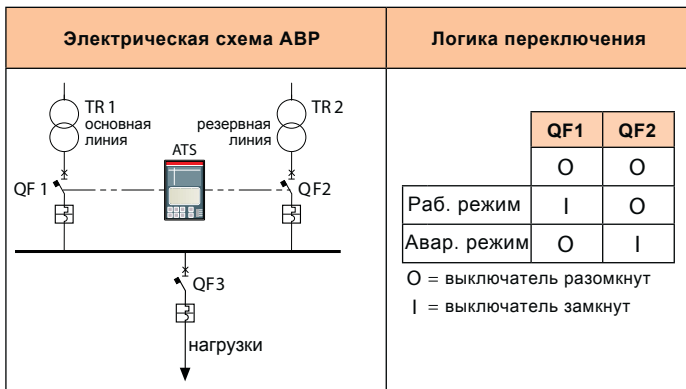 Электрическая схема АВР
Логика переключения
TR 1
основная
линия
резервная
линия
TR 2
ATS
QF 1
QF2
QF3
нагрузки
QF1 QF2
O O
Раб. режим I O
Авар. режим O I
O = выключатель разомкнут
I = выключатель замкнут